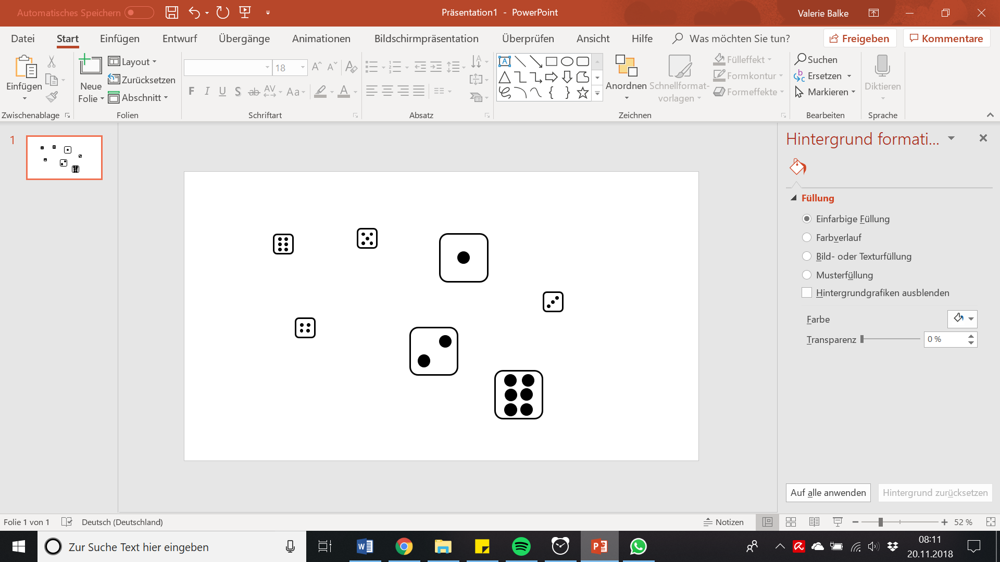 Automatisches Speichern
Präsentation1 - PowerPoint
Valerie Balke
Datei Start Einfügen Entwurf Übergänge Animationen Bildschirmpräsentation Überprüfen Ansicht Hilfe Was möchten Sie tun? Freigeben Kommentare
Einfügen
Zwischenablage
Neue
Folie
Layout
Zurücksetzen
Abschnitt
Folien
18
F K U S ab AV Aa A
Schriftart
Absatz
Anordnen
Schnellformat-
vorlagen
Fülleffekt
Formkontur
Formeffekte
Zeichnen
Suchen
Ersetzen
Markieren
Bearbeiten
Diktieren
Sprache
1
Hintergrund formati...
Füllung
Einfarbige Füllung
Farbverlauf
Bild- oder Texturfüllung
Musterfüllung
Hintergrundgrafiken ausblenden
Farbe
Transparenz 0 %
Auf alle anwenden Hintergrund zurücksetzen
Folie 1 von 1 Deutsch (Deutschland) Notizen 52 %
Zur Suche Text hier eingeben
08:11
20.11.2018